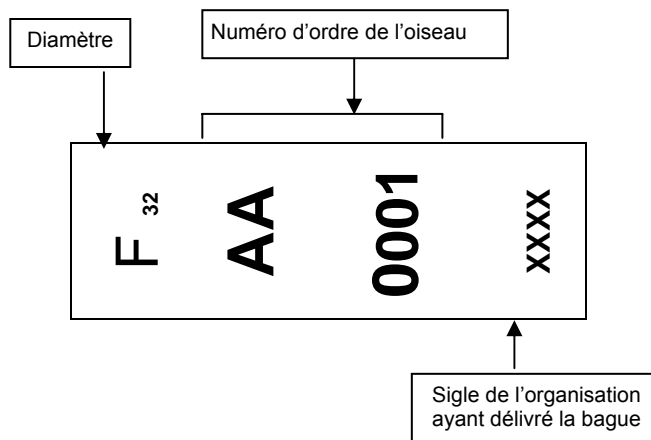 Diamètre
Numéro d’ordre de l’oiseau
F 32
AA
0001
xxxx
Sigle de l’organisation
ayant délivré la bague